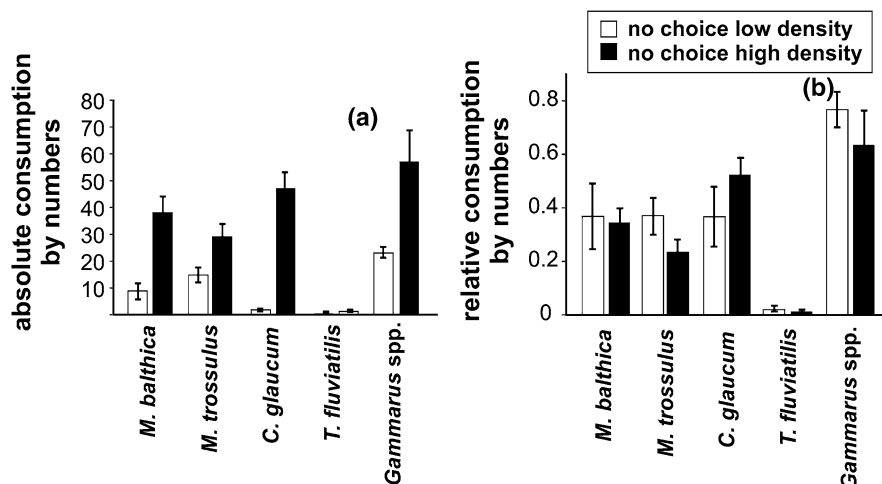 no choice low density
no choice high density
absolute consumption
by numbers
80
70
60
50
40
30
20
10
(a)
M. balthica
M. trossulus
C. glaucum
T. fluviatilis
Gammarus spp.
relative consumption
by numbers
0.8
0.6
0.4
0.2
0
(b)
M. balthica
M. trossulus
C. glaucum
T. fluviatilis
Gammarus spp.